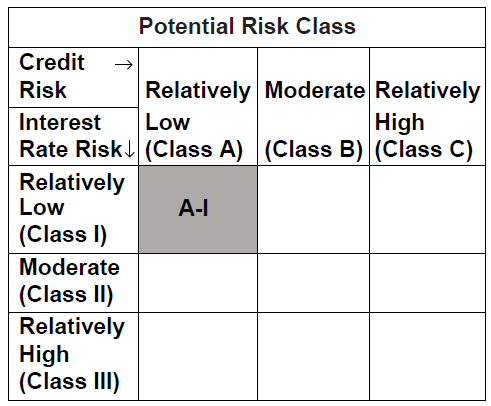 Potential Risk Class
Credit →
Risk
Interest
Rate Risk↓
Relatively
Low
(Class A)
Moderate
(Class B)
Relatively
High
(Class C)
Relatively
Low
(Class I)
A-I
Moderate
(Class II)
Relatively
High
(Class III)